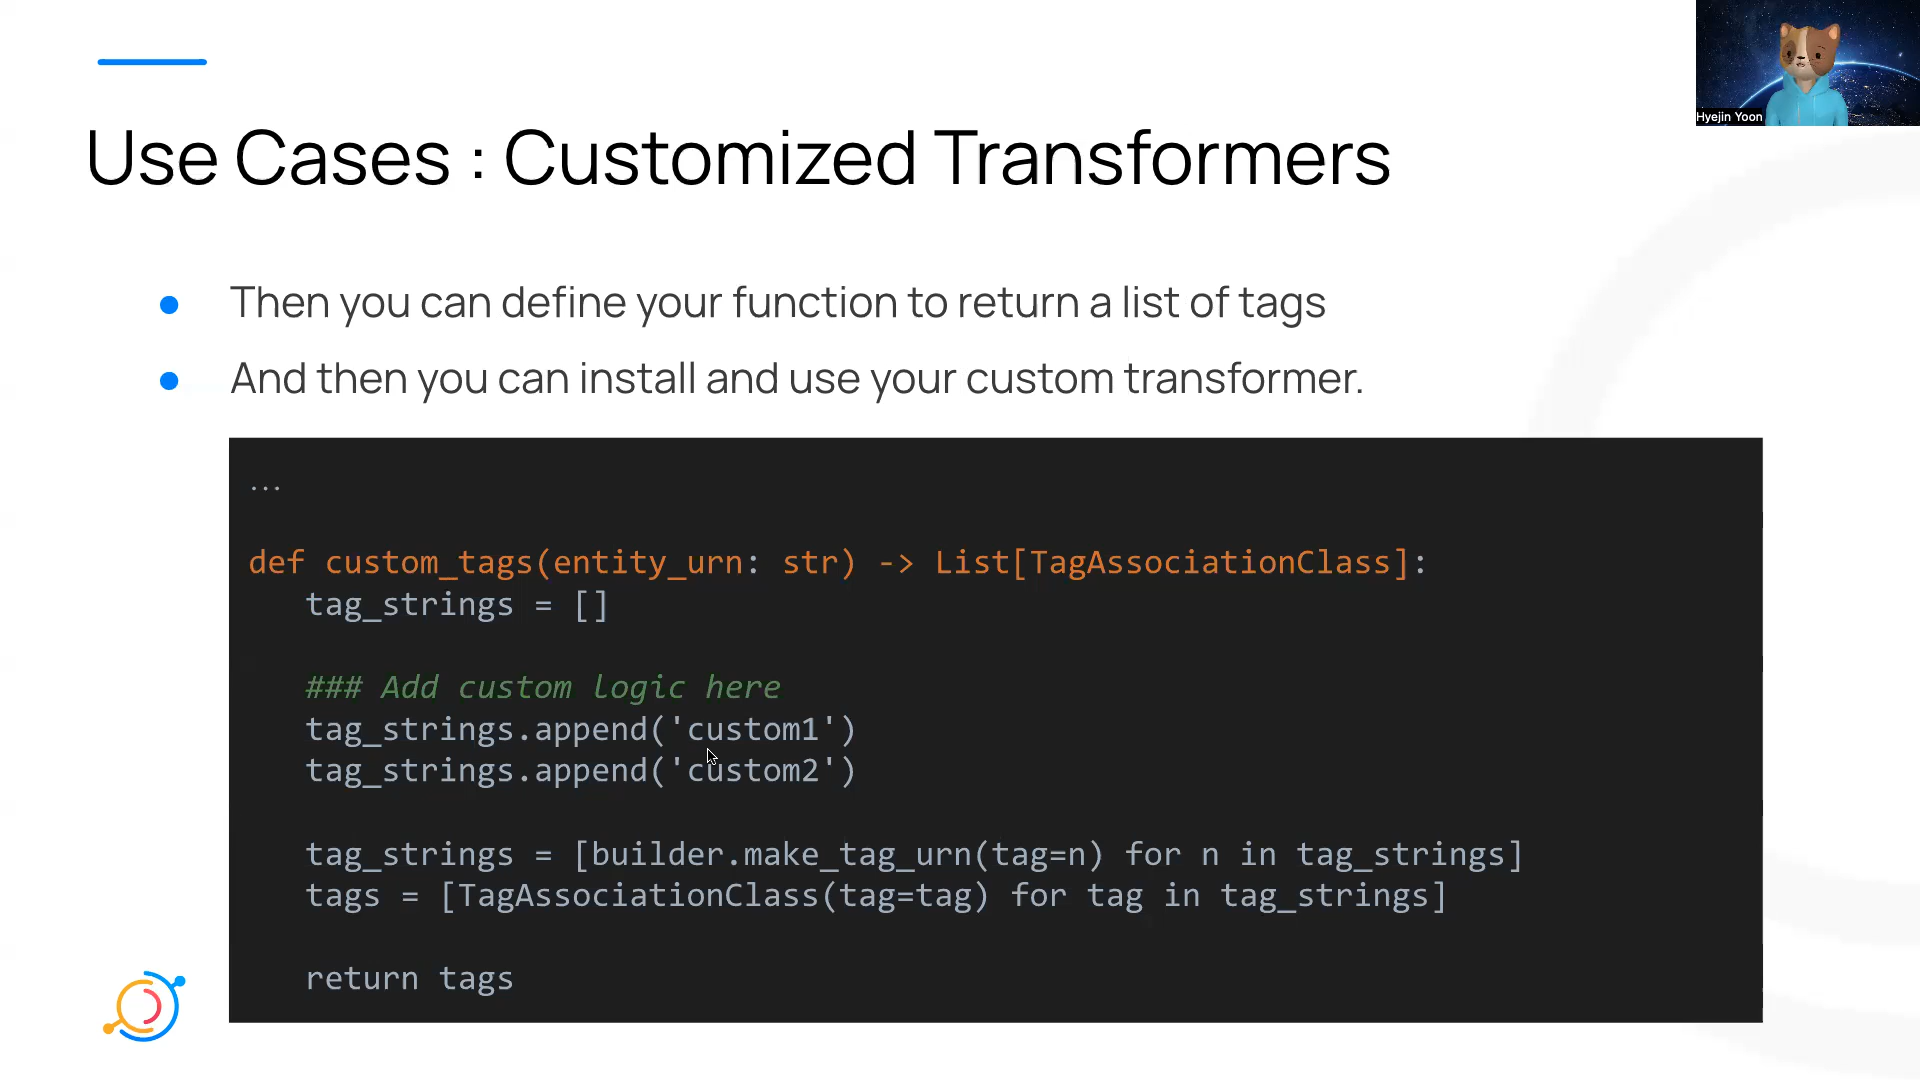 Hyejin Yoon
Use Cases : Customized Transformers
Then you can define your function to return a list of tags
And then you can install and use your custom transformer.
...
def custom_tags(entity_urn: str) -> List[TagAssociationClass]:
tag_strings = []
### Add custom logic here
tag_strings.append('custom1')
tag_strings.append('custom2')
tag_strings = [builder.make_tag_urn(tag=n) for n in tag_strings]
tags = [TagAssociationClass(tag=tag) for tag in tag_strings]
return tags